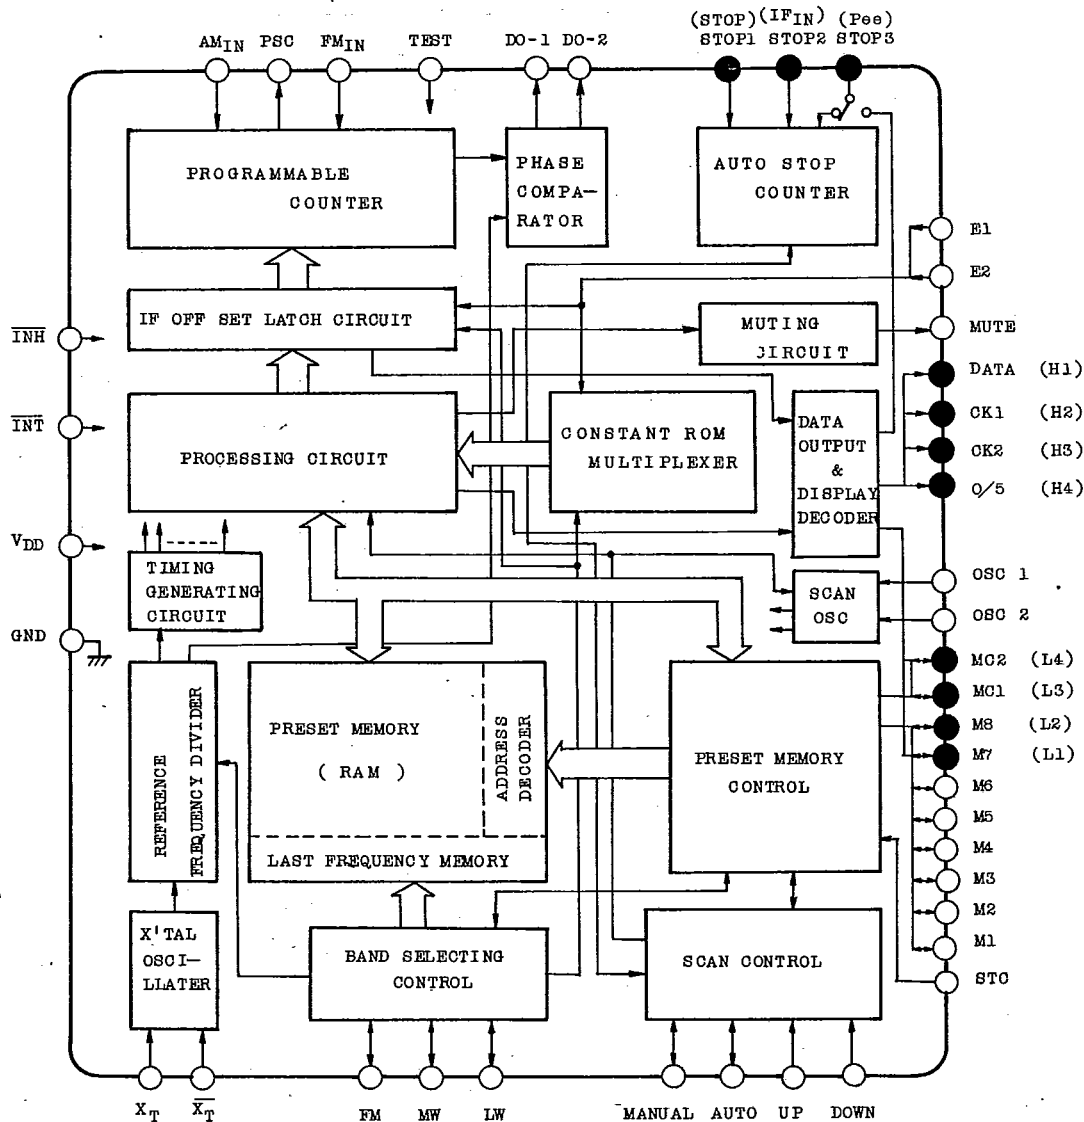 (STOP) (IFIN) (Pee)
AMIN PSC FMIN TEST DO-1 DO-2 STOP1 STOP2 STOP3
PROGRAMMABLE
COUNTER
PHASE
COMPA-
RATOR
AUTO STOP
COUNTER
E1
E2
IF OFF SET LATCH CIRCUIT
MUTING
CIRCUIT
MUTE
INH
DATA (H1)
CK1 (H2)
CK2 (H3)
O/5 (H4)
INT
PROCESSING CIRCUIT
CONSTANT ROM
MULTIPLEXER
DATA
OUTPUT
&
DISPLAY
DECODER
VDD
TIMING
GENERATING
CIRCUIT
SCAN
OSC
OSC 1
OSC 2
GND
MC2 (L4)
MC1 (L3)
M8 (L2)
M7 (L1)
M6
M5
M4
M3
M2
M1
STC
REFERENCE
FREQUENCY DIVIDER
PRESET MEMORY
( RAM )
ADDRESS
DECODER
LAST FREQUENCY MEMORY
PRESET MEMORY
CONTROL
X'TAL
OSCI-
LLATER
BAND SELECTING
CONTROL
SCAN CONTROL
XT XT FM MW LW MANUAL AUTO UP DOWN